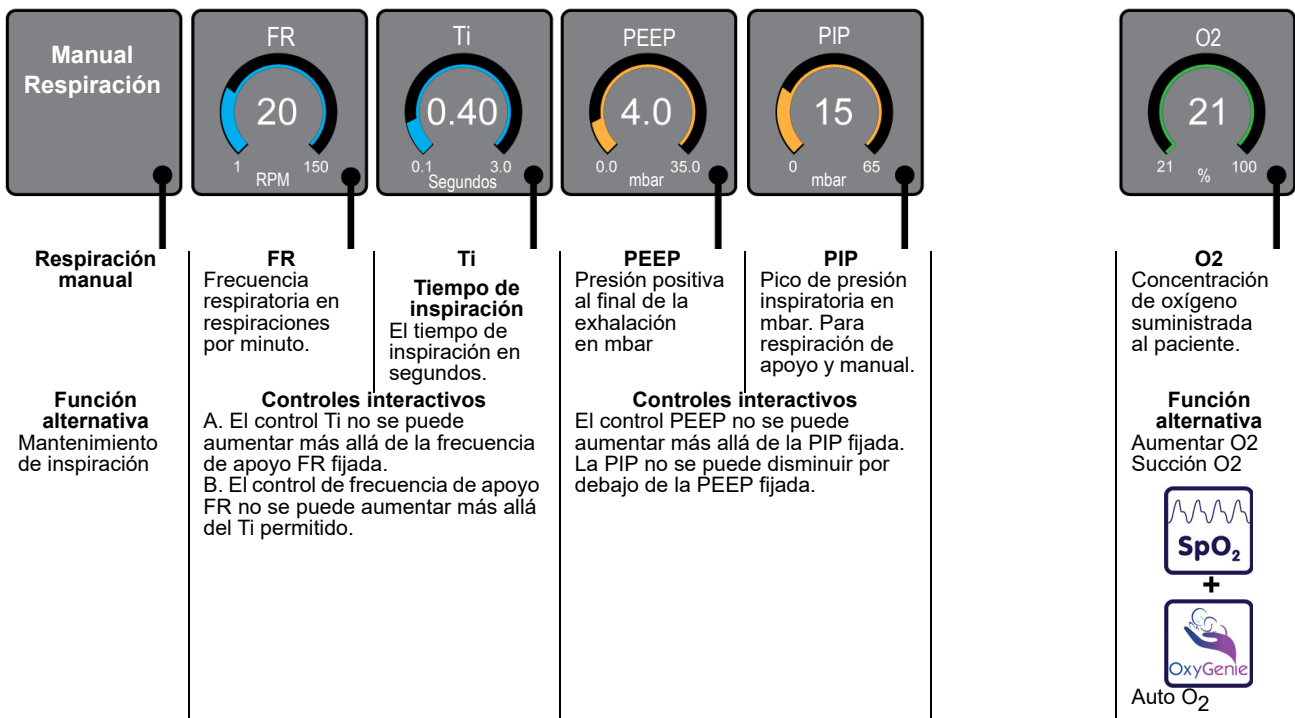 Manual
Respiración
FR
20
1
150
RPM
Ti
0.40
0.1
3.0
Segundos
PEEP
4.0
0.0
35.0
mbar
PIP
15
0
65
mbar
O2
21
21
100
%
Respiración
manual
FR
Frecuencia
respiratoria en
respiraciones
por minuto.
Ti
Tiempo de
inspiración
El tiempo de
inspiración en
segundos.
PEEP
Presión positiva
al final de la
exhalación
en mbar
PIP
Pico de presión
inspiratoria en
mbar. Para
respiración de
apoyo y manual.
O2
Concentración
de oxígeno
suministrada
al paciente.
Función
alternativa
Mantenimiento
de inspiración
Controles interactivos
A. El control Ti no se puede
aumentar más allá de la frecuencia
de apoyo FR fijada.
B. El control de frecuencia de apoyo
FR no se puede aumentar más allá
del Ti permitido.
Controles interactivos
El control PEEP no se puede
aumentar más allá de la PIP fijada.
La PIP no se puede disminuir por
debajo de la PEEP fijada.
Función
alternativa
Aumentar O2
Succión O2
SpO₂
+
OxyGenie
Auto O₂